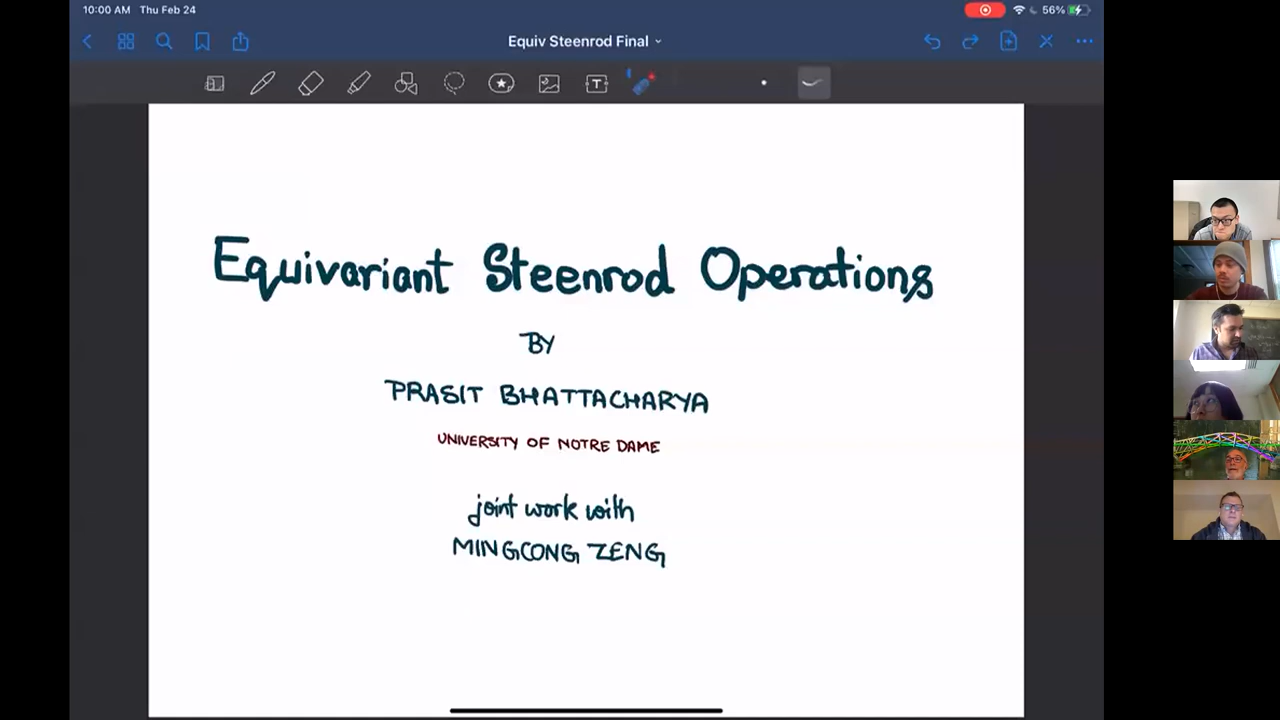 10:00 AM Thu Feb 24
56%
Equiv Steenrod Final
T
Equivariant Steenrod Operations
BY
PRASIT BHATTACHARYA
UNIVERSITY OF NOTRE DAME
joint work with
MINGCONG ZENG